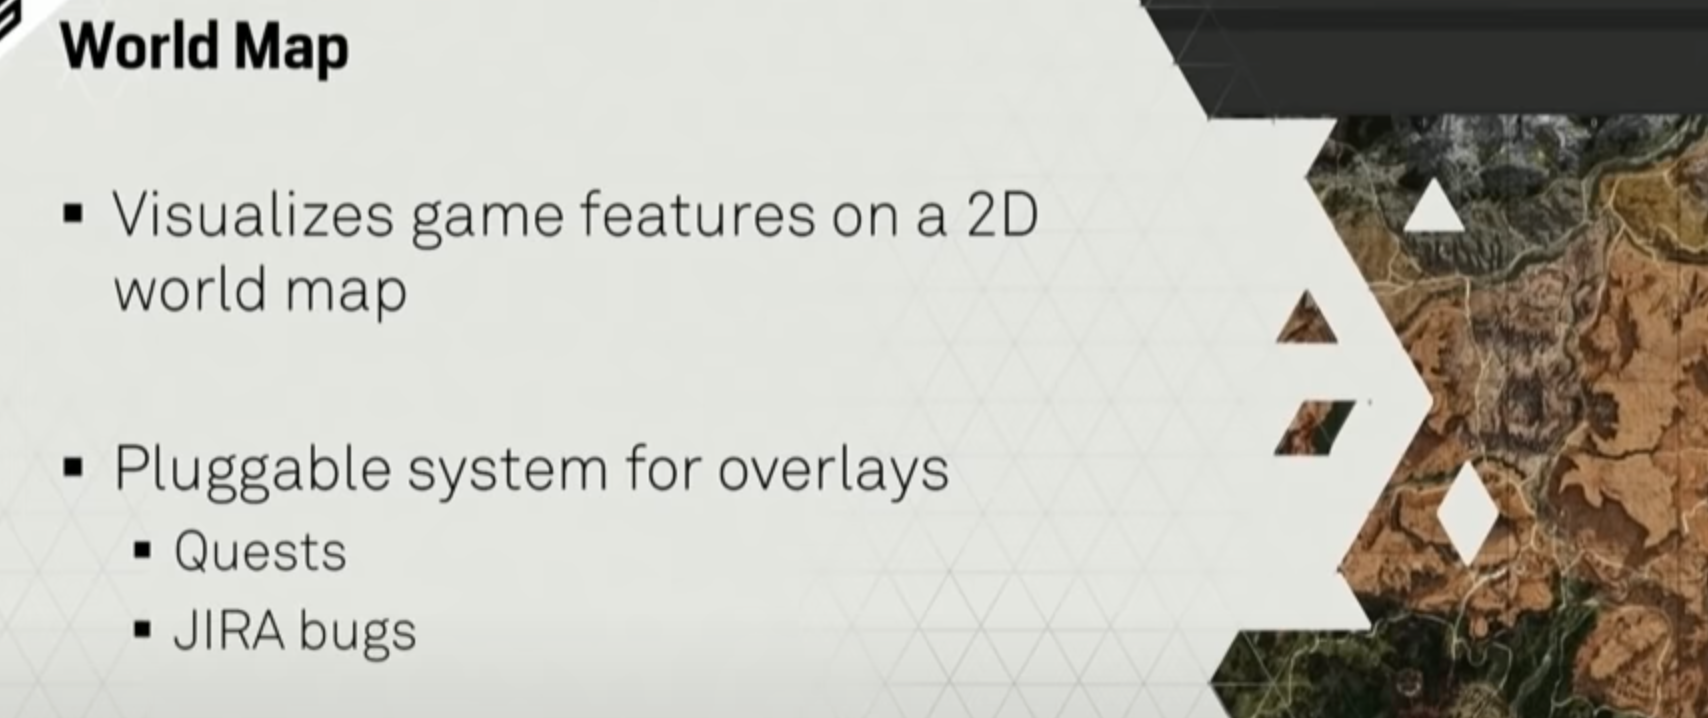 World Map
▪ Visualizes game features on a 2D
world map
▪ Pluggable system for overlays
▪ Quests
▪ JIRA bugs